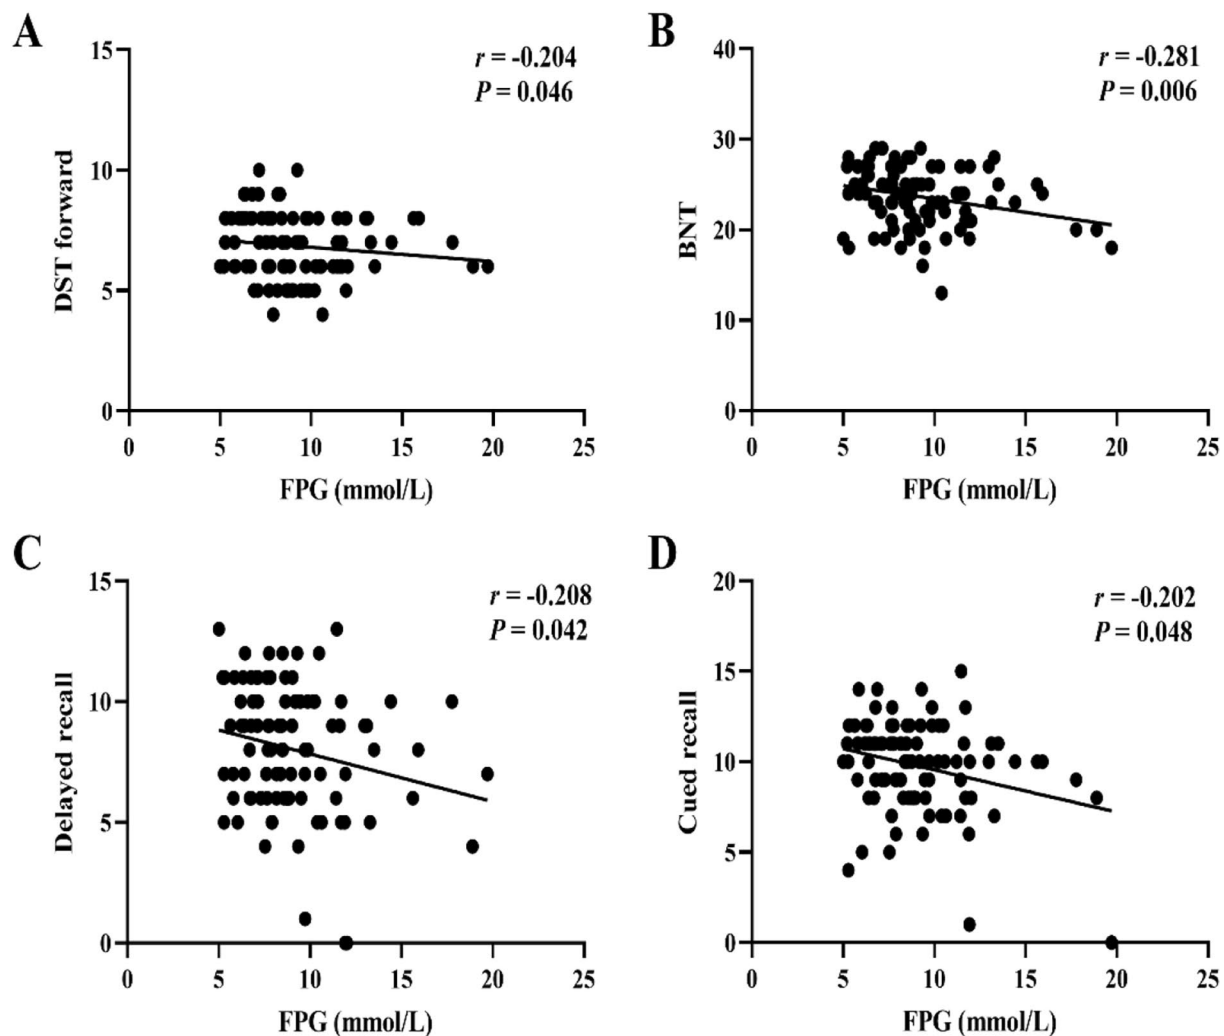 A
r = -0.204
P = 0.046
DST forward
15
10
5
0
0 5 10 15 20 25
FPG (mmol/L)
B
r = -0.281
P = 0.006
BNT
40
30
20
10
0
0 5 10 15 20 25
FPG (mmol/L)
C
r = -0.208
P = 0.042
Delayed recall
15
10
5
0
0 5 10 15 20 25
FPG (mmol/L)
D
r = -0.202
P = 0.048
Cued recall
20
15
10
5
0
0 5 10 15 20 25
FPG (mmol/L)